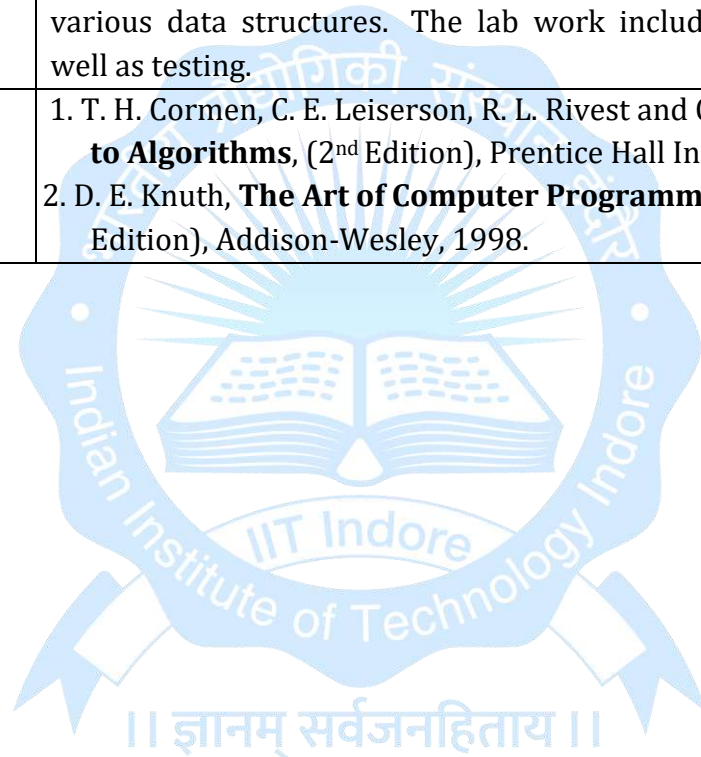 various data structures. The lab work includ
well as testing.
1. T. H. Cormen, C. E. Leiserson, R. L. Rivest and
to Algorithms, (2nd Edition), Prentice Hall In
2. D. E. Knuth, The Art of Computer Programm
Edition), Addison-Wesley, 1998.
भारतीय प्रौद्योगिकी संस्थान इंदौर
Indian Institute of Technology Indore
IIT Indore
।। ज्ञानम् सर्वजनहिताय ।।